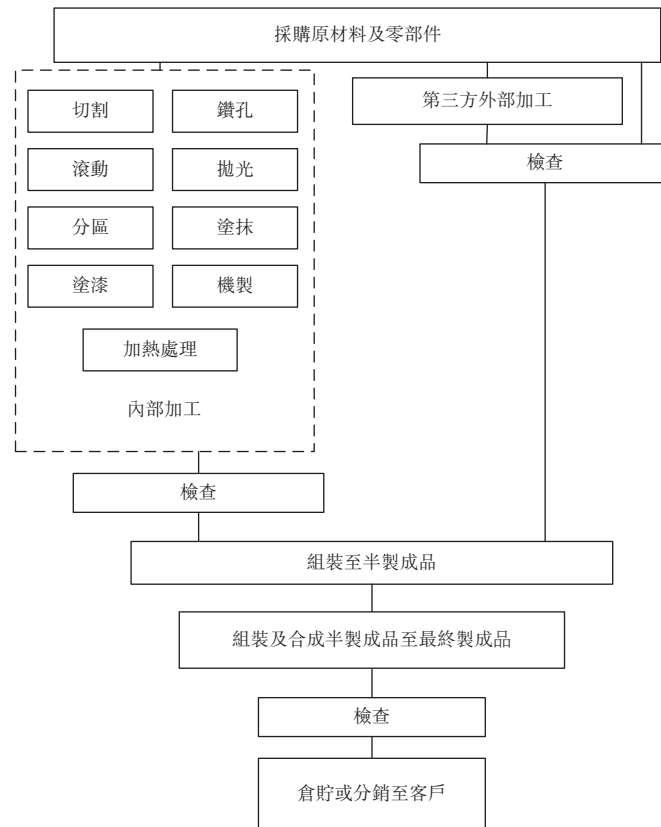 採購原材料及零部件
切割
鑽孔
第三方外部加工
滾動
拋光
檢查
分區
塗抹
塗漆
機製
加熱處理
內部加工
檢查
組裝至半製成品
組裝及合成半製成品至最終製成品
檢查
倉貯或分銷至客戶